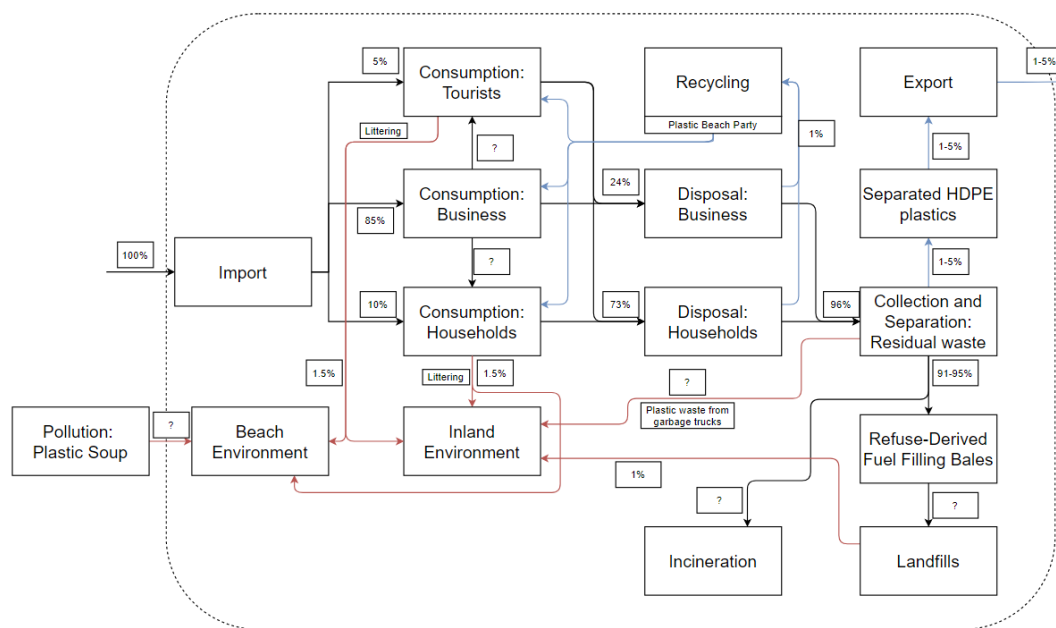 5%
Consumption:
Tourists
Recycling
Plastic Beach Party
Export
1-5%
Littering
?
1%
1-5%
Consumption:
Business
85%
24%
Disposal:
Business
Separated HDPE
plastics
100%
Import
?
1-5%
10%
Consumption:
Households
73%
Disposal:
Households
96%
Collection and
Separation:
Residual waste
1.5%
Littering
1.5%
?
91-95%
Plastic waste from
garbage trucks
Pollution:
Plastic Soup
?
Beach
Environment
Inland
Environment
Refuse-Derived
Fuel Filling Bales
1%
?
?
Incineration
Landfills